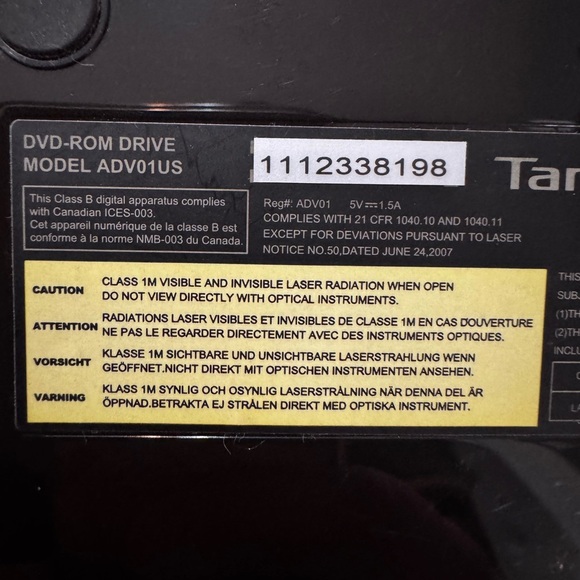 DVD-ROM DRIVE
MODEL ADV01US
1112338198
This Class B digital apparatus complies
with Canadian ICES-003.
Cet appareil numérique de la classe B est
conforme à la norme NMB-003 du Canada.
Reg#: ADV01 5V⎓1.5A
COMPLIES WITH 21 CFR 1040.10 AND 1040.11
EXCEPT FOR DEVIATIONS PURSUANT TO LASER
NOTICE NO.50,DATED JUNE 24,2007
CAUTION CLASS 1M VISIBLE AND INVISIBLE LASER RADIATION WHEN OPEN
DO NOT VIEW DIRECTLY WITH OPTICAL INSTRUMENTS.
ATTENTION RADIATIONS LASER VISIBLES ET INVISIBLES DE CLASSE 1M EN CAS D'OUVERTURE
NE PAS LE REGARDER DIRECTEMENT AVEC DES INSTRUMENTS OPTIQUES.
VORSICHT KLASSE 1M SICHTBARE UND UNSICHTBARE LASERSTRAHLUNG WENN
GEÖFFNET.NICHT DIREKT MIT OPTISCHEN INSTRUMENTEN ANSEHEN.
VARNING KLASS 1M SYNLIG OCH OSYNLIG LASERSTRÅLNING NÄR DENNA DEL ÄR
ÖPPNAD.BETRAKTA EJ STRÅLEN DIREKT MED OPTISKA INSTRUMENT.
THIS
(1)TH
(2)TH